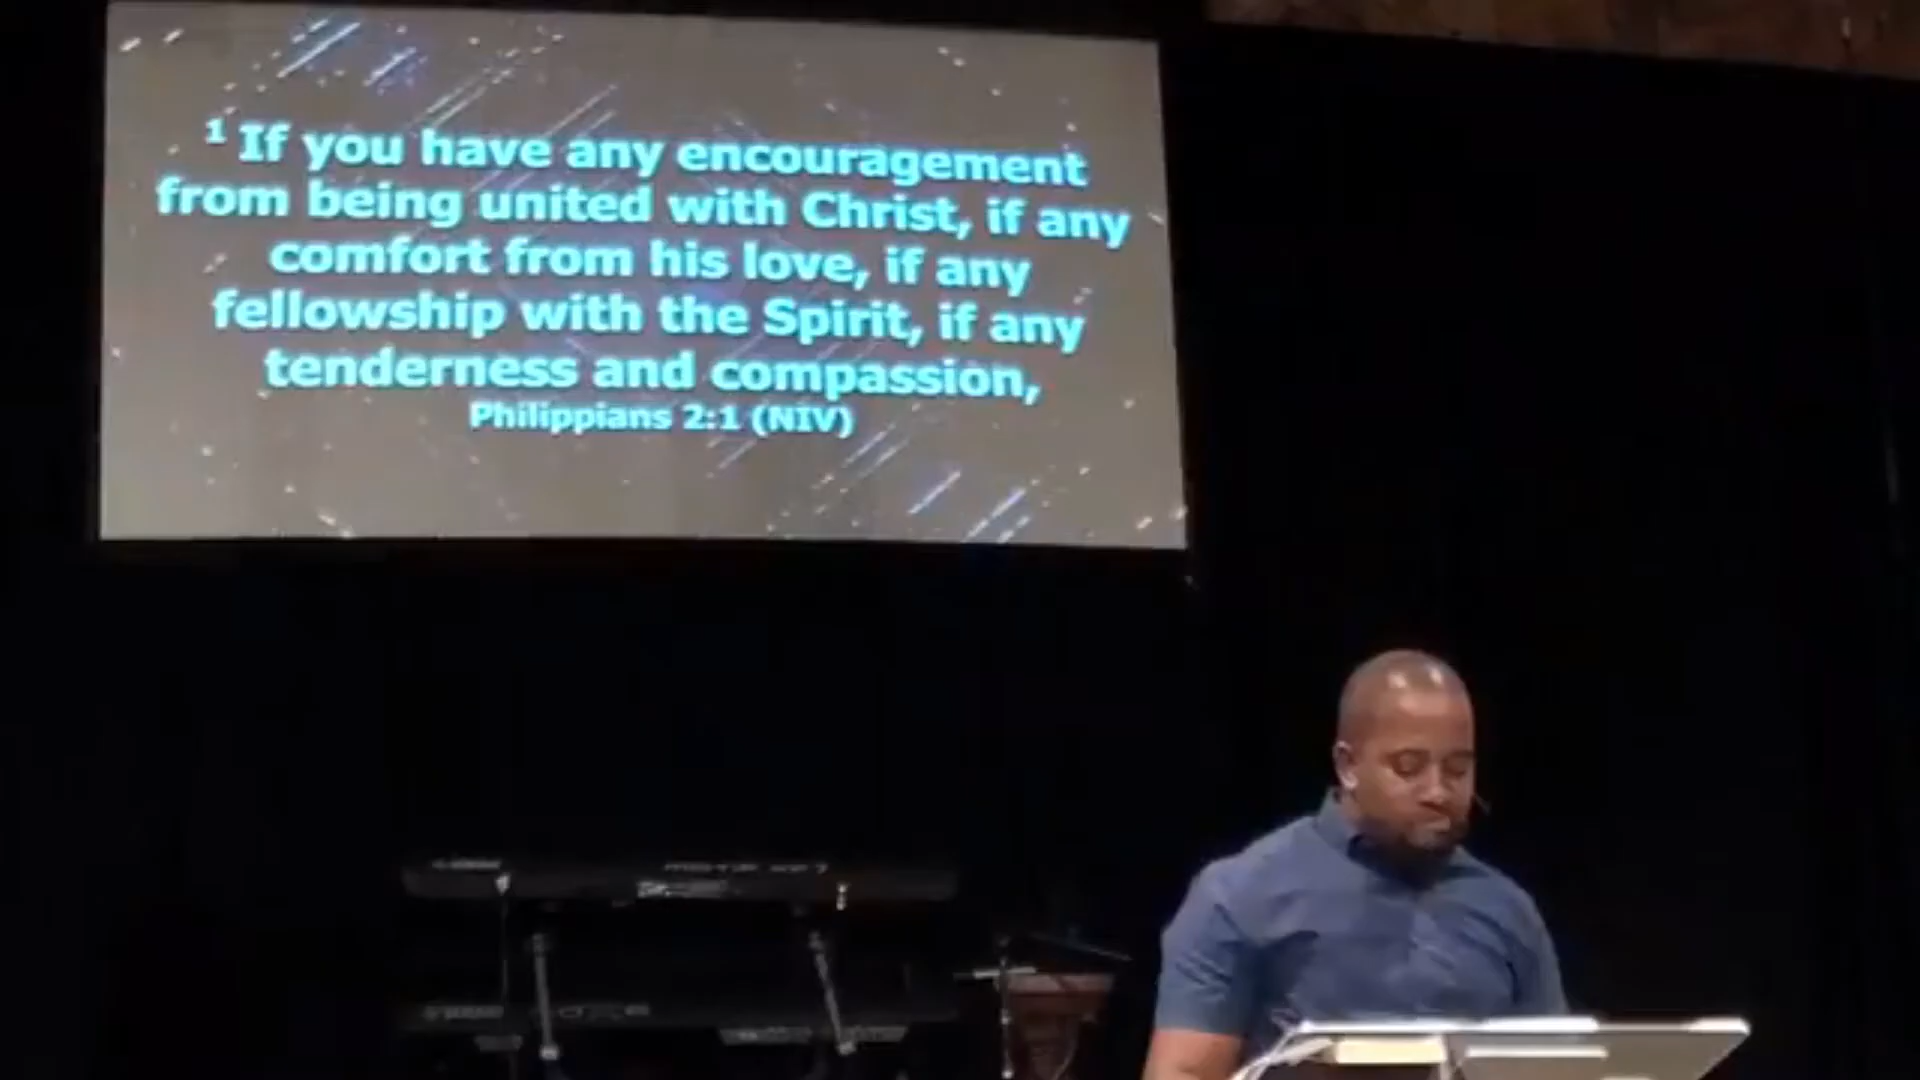 1 If you have any encouragement
from being united with Christ, if any
comfort from his love, if any
fellowship with the Spirit, if any
tenderness and compassion,
Philippians 2:1 (NIV)